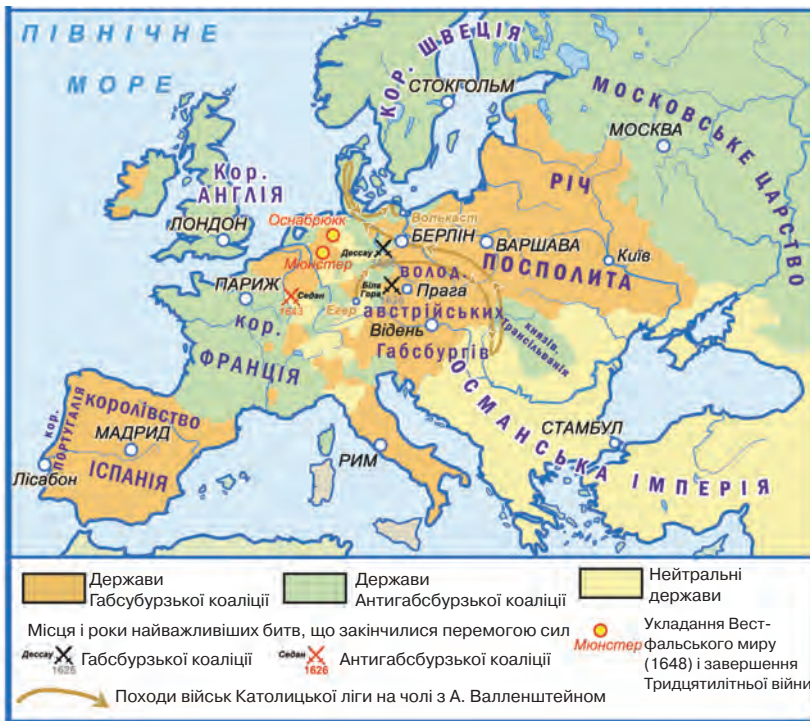 ПІВНІЧНЕ
МОРЕ
КОР. ШВЕЦІЯ
СТОКГОЛЬМ
МОСКОВСЬКЕ ЦАРСТВО
МОСКВА
Кор.
АНГЛІЯ
ЛОНДОН
Оснабрюкк
Мюнстер
Вольгаст
БЕРЛІН
Дессау
РІЧ
ПОСПОЛИТА
ВАРШАВА
Київ
ПАРИЖ
Седан
1643
Біла
Гора
1620
Прага
Егер
волод.
австрійських
Габсбургів
Відень
князів.
Трансільванія
кор.
ФРАНЦІЯ
кор.
ПОРТУГАЛІЯ
КОРОЛІВСТВО
ІСПАНІЯ
МАДРИД
Лісабон
РИМ
СТАМБУЛ
ОСМАНСЬКА ІМПЕРІЯ
Держави
Габсубурзької коаліції
Держави
Антигабсбурзької коаліції
Нейтральні
держави
Місця і роки найважливіших битв, що закінчилися перемогою сил
Дессау
1625
Габсбурзької коаліції
Седан
1626
Антигабсбурзької коаліції
Мюнстер
Укладання Вест-
фальського миру
(1648) і завершення
Тридцятилітньої війни
Походи військ Католицької ліги на чолі з А. Валленштейном